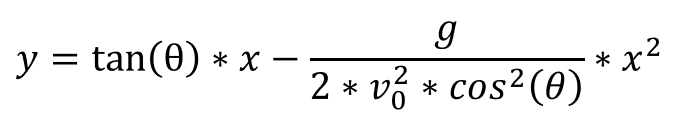 y = tan(θ) * x − g / (2 * v₀² * cos²(θ)) * x²